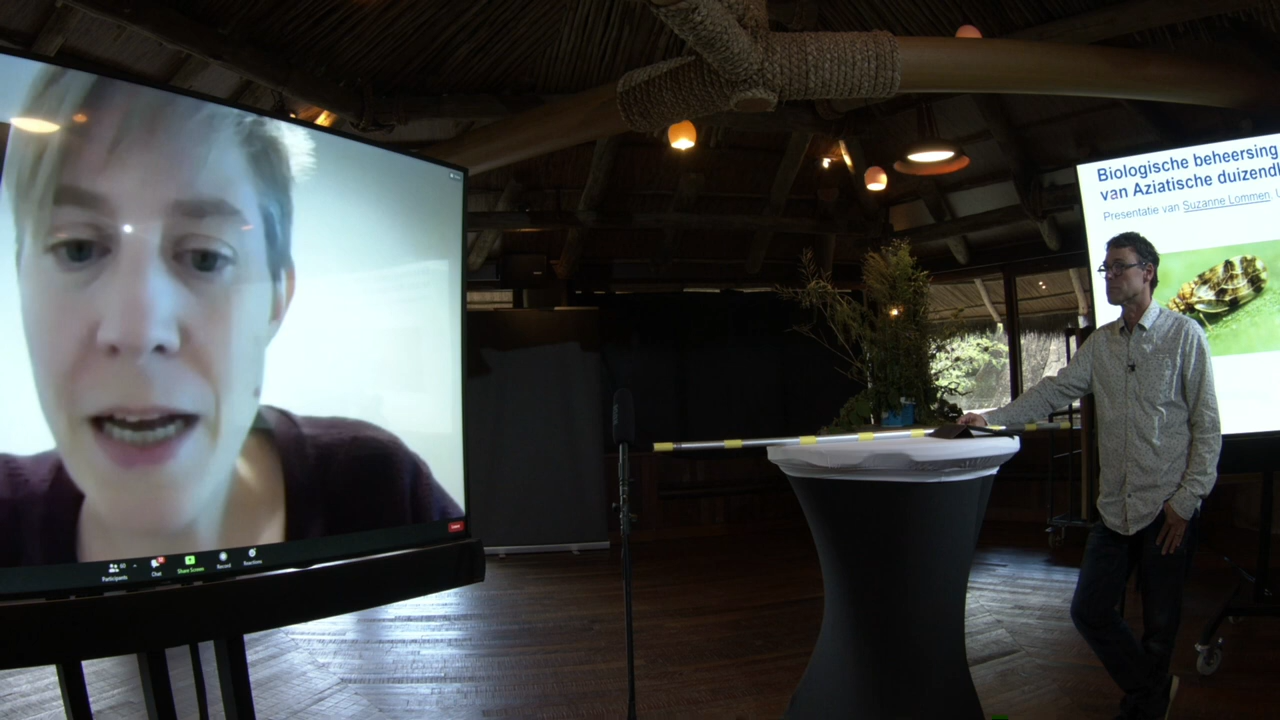 Biologische beheersing
van Aziatische duizend
Presentatie van Suzanne Lommen, U
Participants
Chat
Share Screen
Record
Reactions